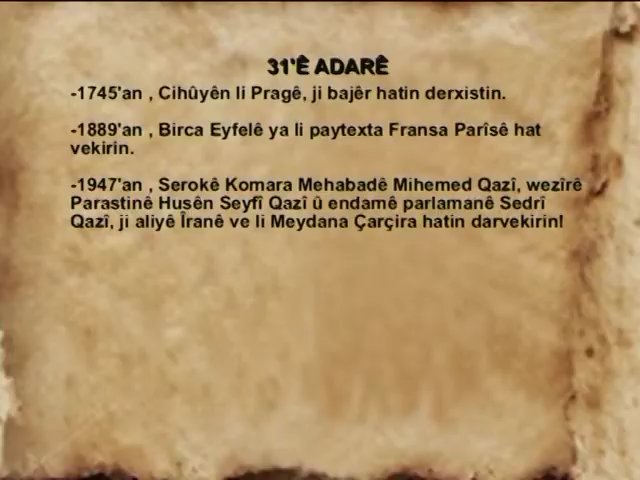 31'Ê ADARÊ
-1745'an , Cihûyên li Pragê, ji bajêr hatin derxistin.
-1889'an , Birca Eyfelê ya li paytexta Fransa Parîsê hat
vekirin.
-1947'an , Serokê Komara Mehabadê Mihemed Qazî, wezîrê
Parastinê Husên Seyfî Qazî û endamê parlamanê Sedrî
Qazî, ji aliyê Îranê ve li Meydana Çarçira hatin darvekirin!